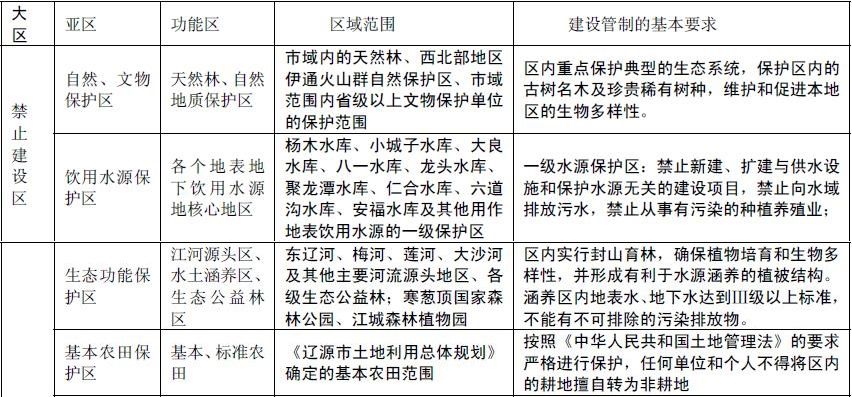 大区
亚区
功能区
区域范围
建设管制的基本要求
禁止建设区
自然、文物
保护区
天然林、自然
地质保护区
市域内的天然林、西北部地区
伊通火山群自然保护区、市域
范围内省级以上文物保护单位
的保护范围
区内重点保护典型的生态系统，保护区内的
古树名木及珍贵稀有树种，维护和促进本地
区的生物多样性。
饮用水源保
护区
各个地表地
下饮用水源
地核心地区
杨木水库、小城子水库、大良
水库、八一水库、龙头水库、
聚龙潭水库、仁合水库、六道
沟水库、安福水库及其他用作
地表饮用水源的一级保护区
一级水源保护区：禁止新建、扩建与供水设
施和保护水源无关的建设项目，禁止向水域
排放污水，禁止从事有污染的种植养殖业；
生态功能保
护区
江河源头区、
水土涵养区、
生态公益林
区
东辽河、梅河、莲河、大沙河
及其他主要河流源头地区、各
级生态公益林；寒葱顶国家森
林公园、江城森林植物园
区内实行封山育林，确保植物培育和生物多
样性，并形成有利于水源涵养的植被结构。
涵养区内地表水、地下水达到III级以上标准，
不能有不可排除的污染排放物。
基本农田保
护区
基本、标准农
田
《辽源市土地利用总体规划》
确定的基本农田范围
按照《中华人民共和国土地管理法》的要求
严格进行保护，任何单位和个人不得将区内
的耕地擅自转为非耕地